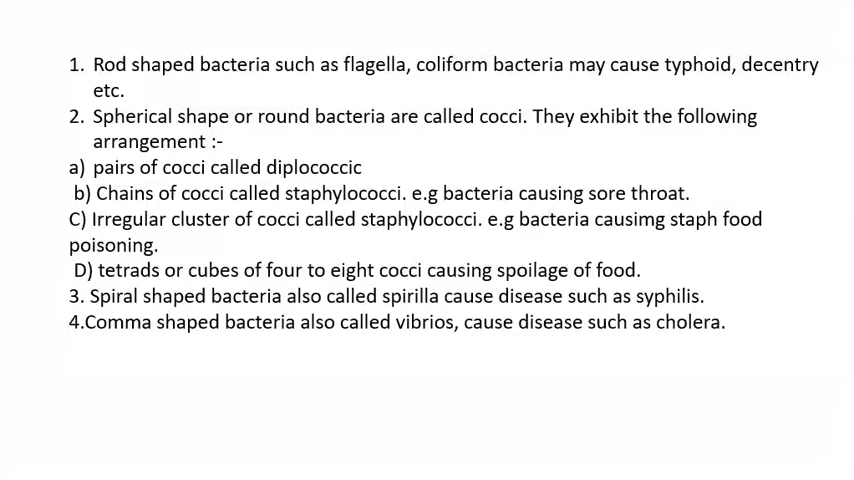 1. Rod shaped bacteria such as flagella, coliform bacteria may cause typhoid, decentry
etc.
2. Spherical shape or round bacteria are called cocci. They exhibit the following
arrangement :-
a) pairs of cocci called diplococcic
b) Chains of cocci called staphylococci. e.g bacteria causing sore throat.
C) Irregular cluster of cocci called staphylococci. e.g bacteria causimg staph food
poisoning.
D) tetrads or cubes of four to eight cocci causing spoilage of food.
3. Spiral shaped bacteria also called spirilla cause disease such as syphilis.
4.Comma shaped bacteria also called vibrios, cause disease such as cholera.